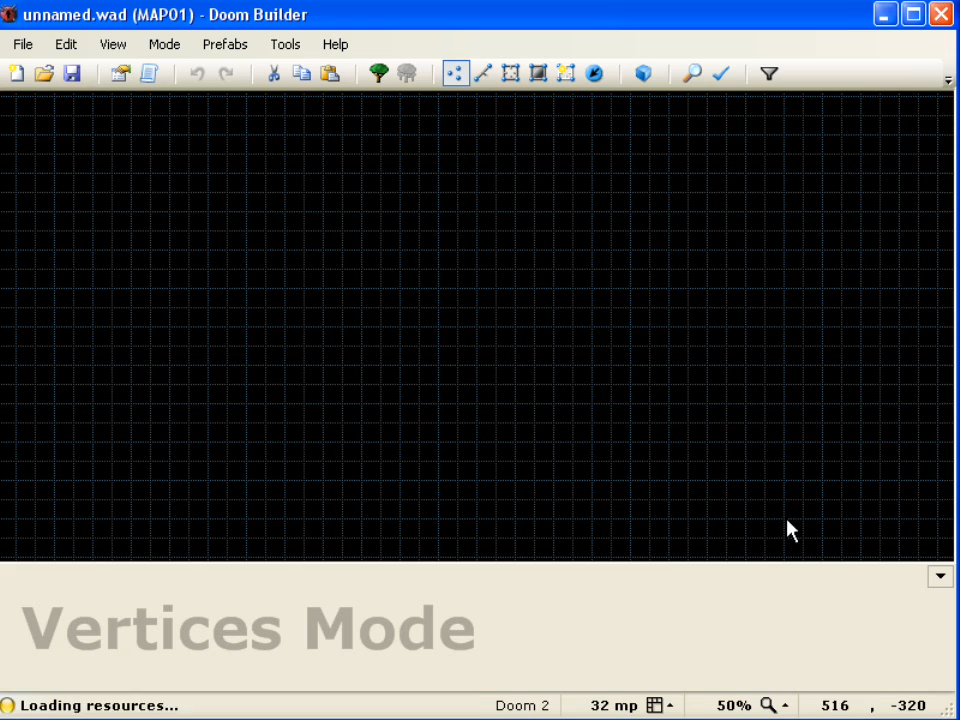 unnamed.wad (MAP01) - Doom Builder
File Edit View Mode Prefabs Tools Help
Vertices Mode
Loading resources... Doom 2 32 mp 50% 516 , -320